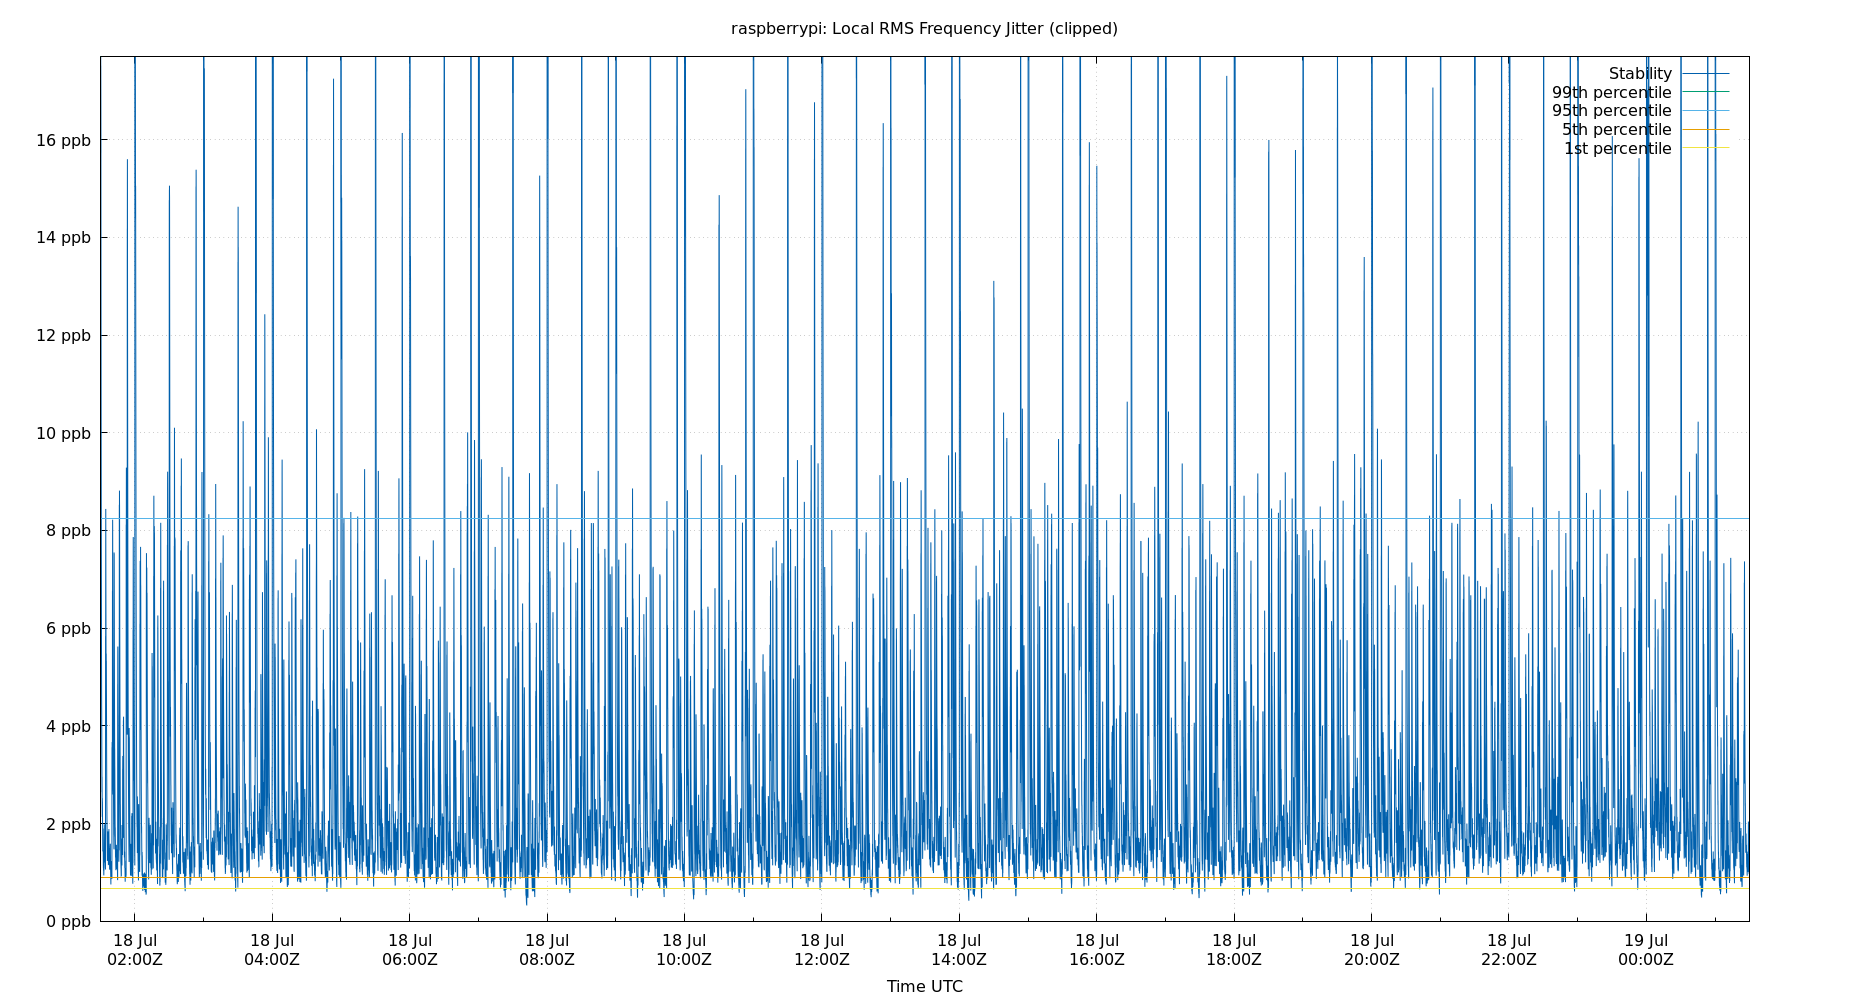 raspberrypi: Local RMS Frequency Jitter (clipped)
Stability
99th percentile
95th percentile
5th percentile
1st percentile
16 ppb
14 ppb
12 ppb
10 ppb
8 ppb
6 ppb
4 ppb
2 ppb
0 ppb
18 Jul 18 Jul 18 Jul 18 Jul 18 Jul 18 Jul 18 Jul 18 Jul 18 Jul 18 Jul 18 Jul 19 Jul
02:00Z 04:00Z 06:00Z 08:00Z 10:00Z 12:00Z 14:00Z 16:00Z 18:00Z 20:00Z 22:00Z 00:00Z
Time UTC